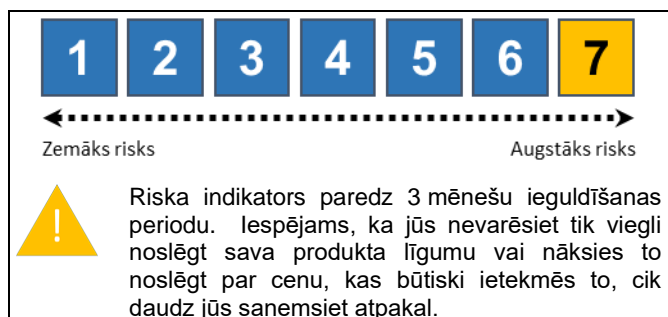 1 2 3 4 5 6 7
Zemāks risks Augstāks risks
!
Riska indikators paredz 3 mēnešu ieguldīšanas
periodu. Iespējams, ka jūs nevarēsiet tik viegli
noslēgt sava produkta līgumu vai nāksies to
noslēgt par cenu, kas būtiski ietekmēs to, cik
daudz jūs saņemsiet atpakaļ.